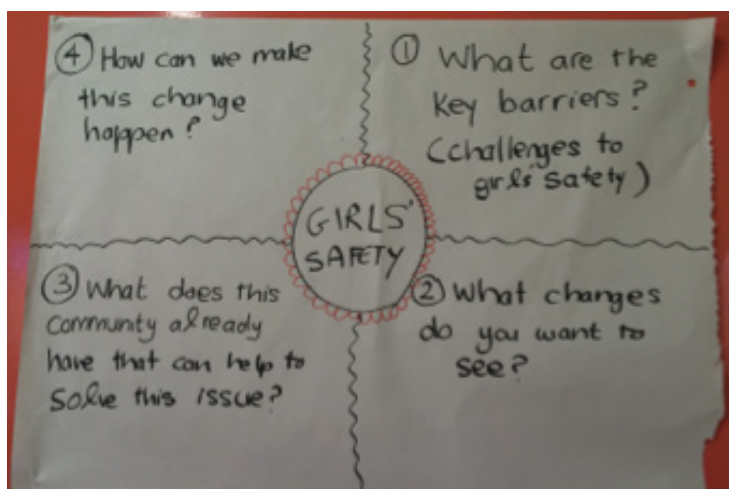 ① What are the
key barriers?
(challenges to
girls' safety)
② What changes
do you want to
see?
③ What does this
community already
have that can help to
solve this issue?
④ How can we make
this change
happen?
GIRLS'
SAFETY